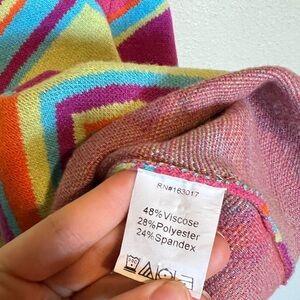 RN#163017
48%Viscose
28%Polyester
24%Spandex